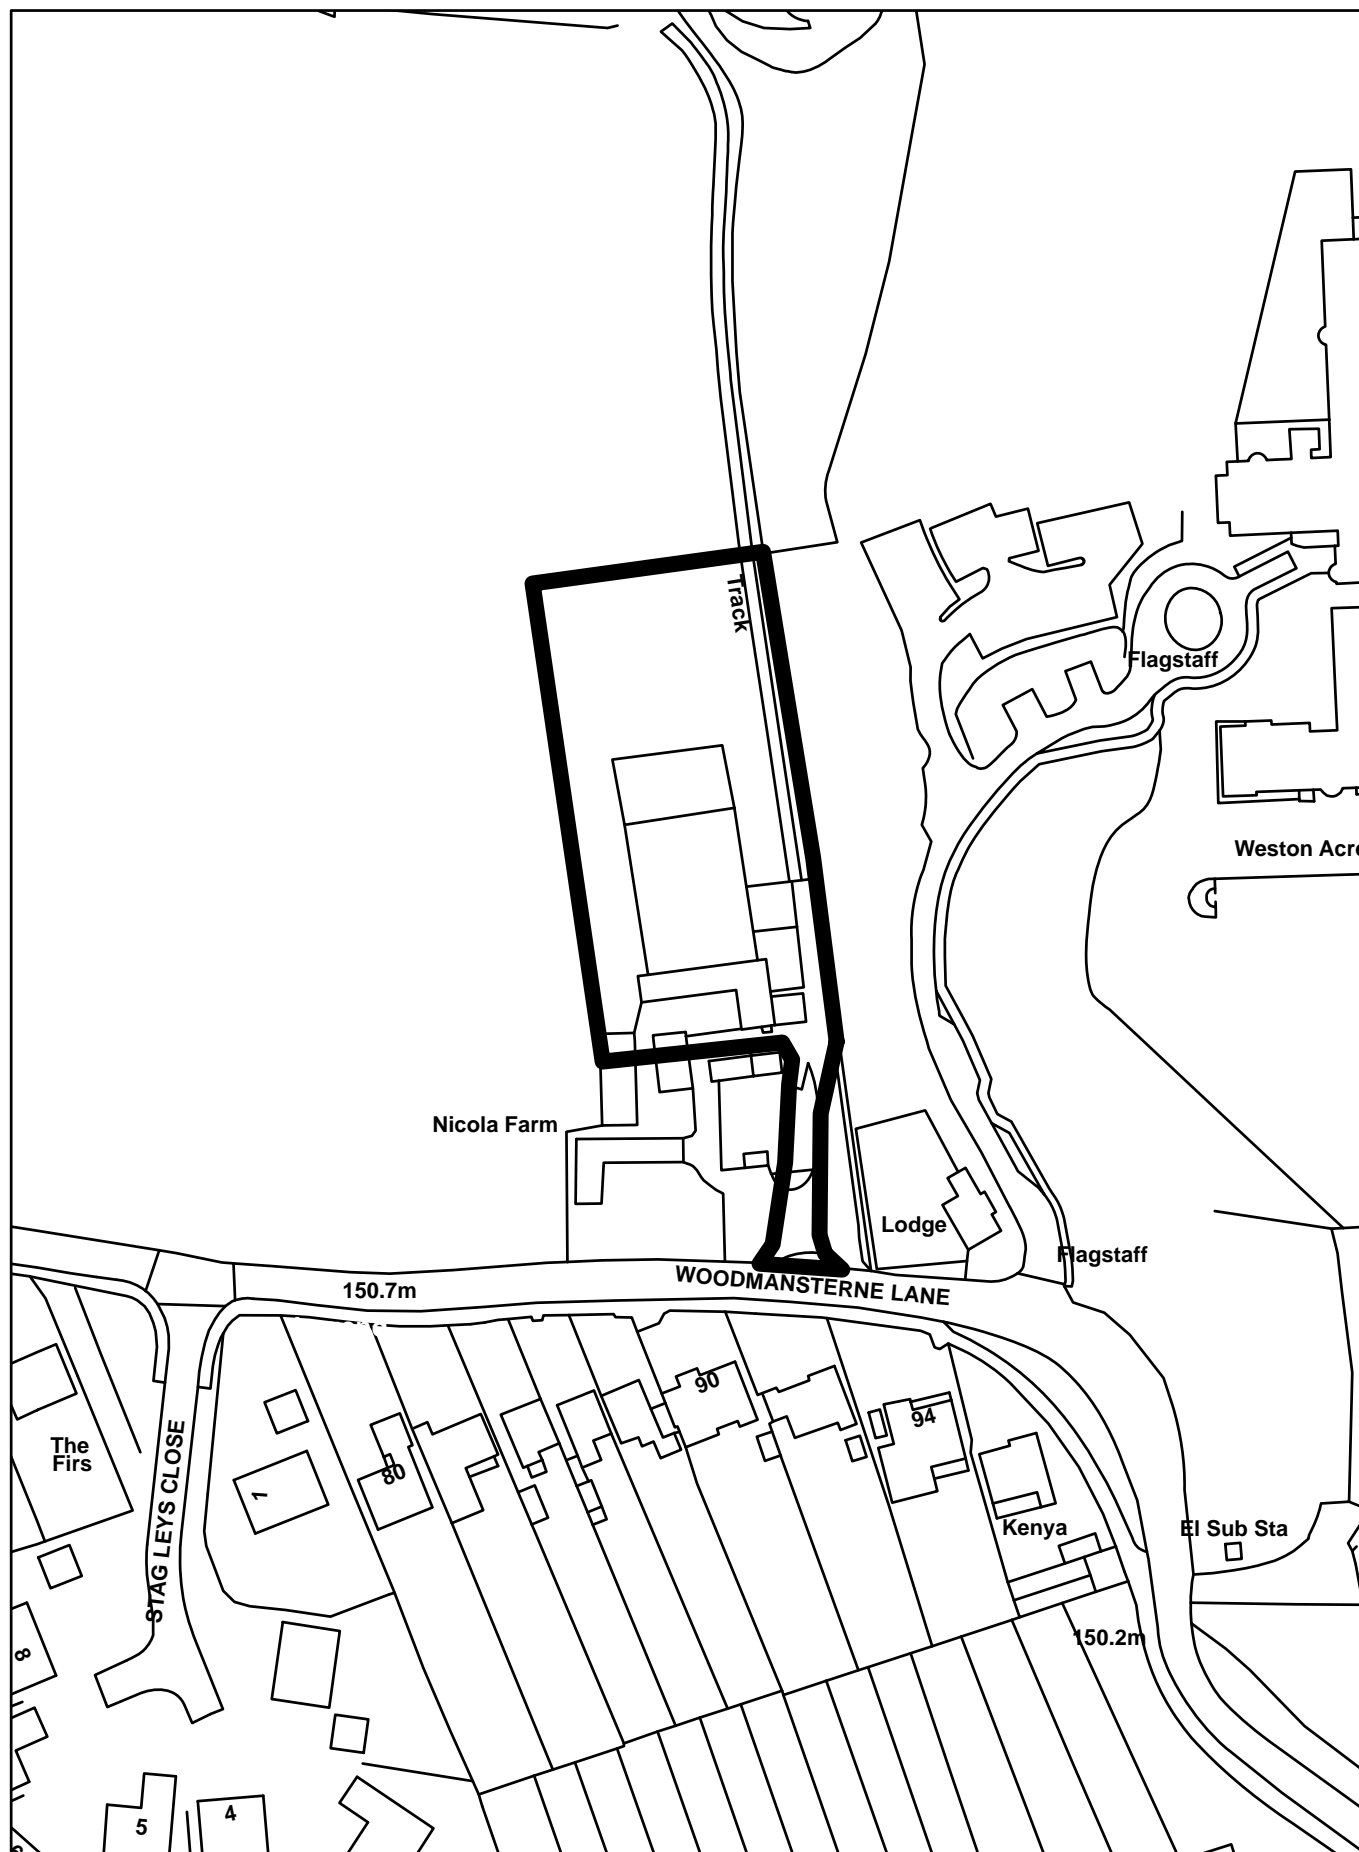 Track
Flagstaff
Weston Acre
Nicola Farm
Lodge
Flagstaff
150.7m
WOODMANSTERNE LANE
90
94
The
Firs
STAG LEYS CLOSE
1
80
Kenya
El Sub Sta
8
150.2m
5
4